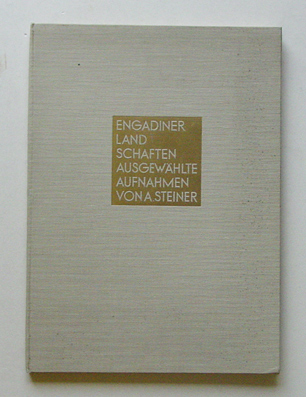 ENGADINER
LAND
SCHAFTEN
AUSGEWÄHLTE
AUFNAHMEN
VON A. STEINER